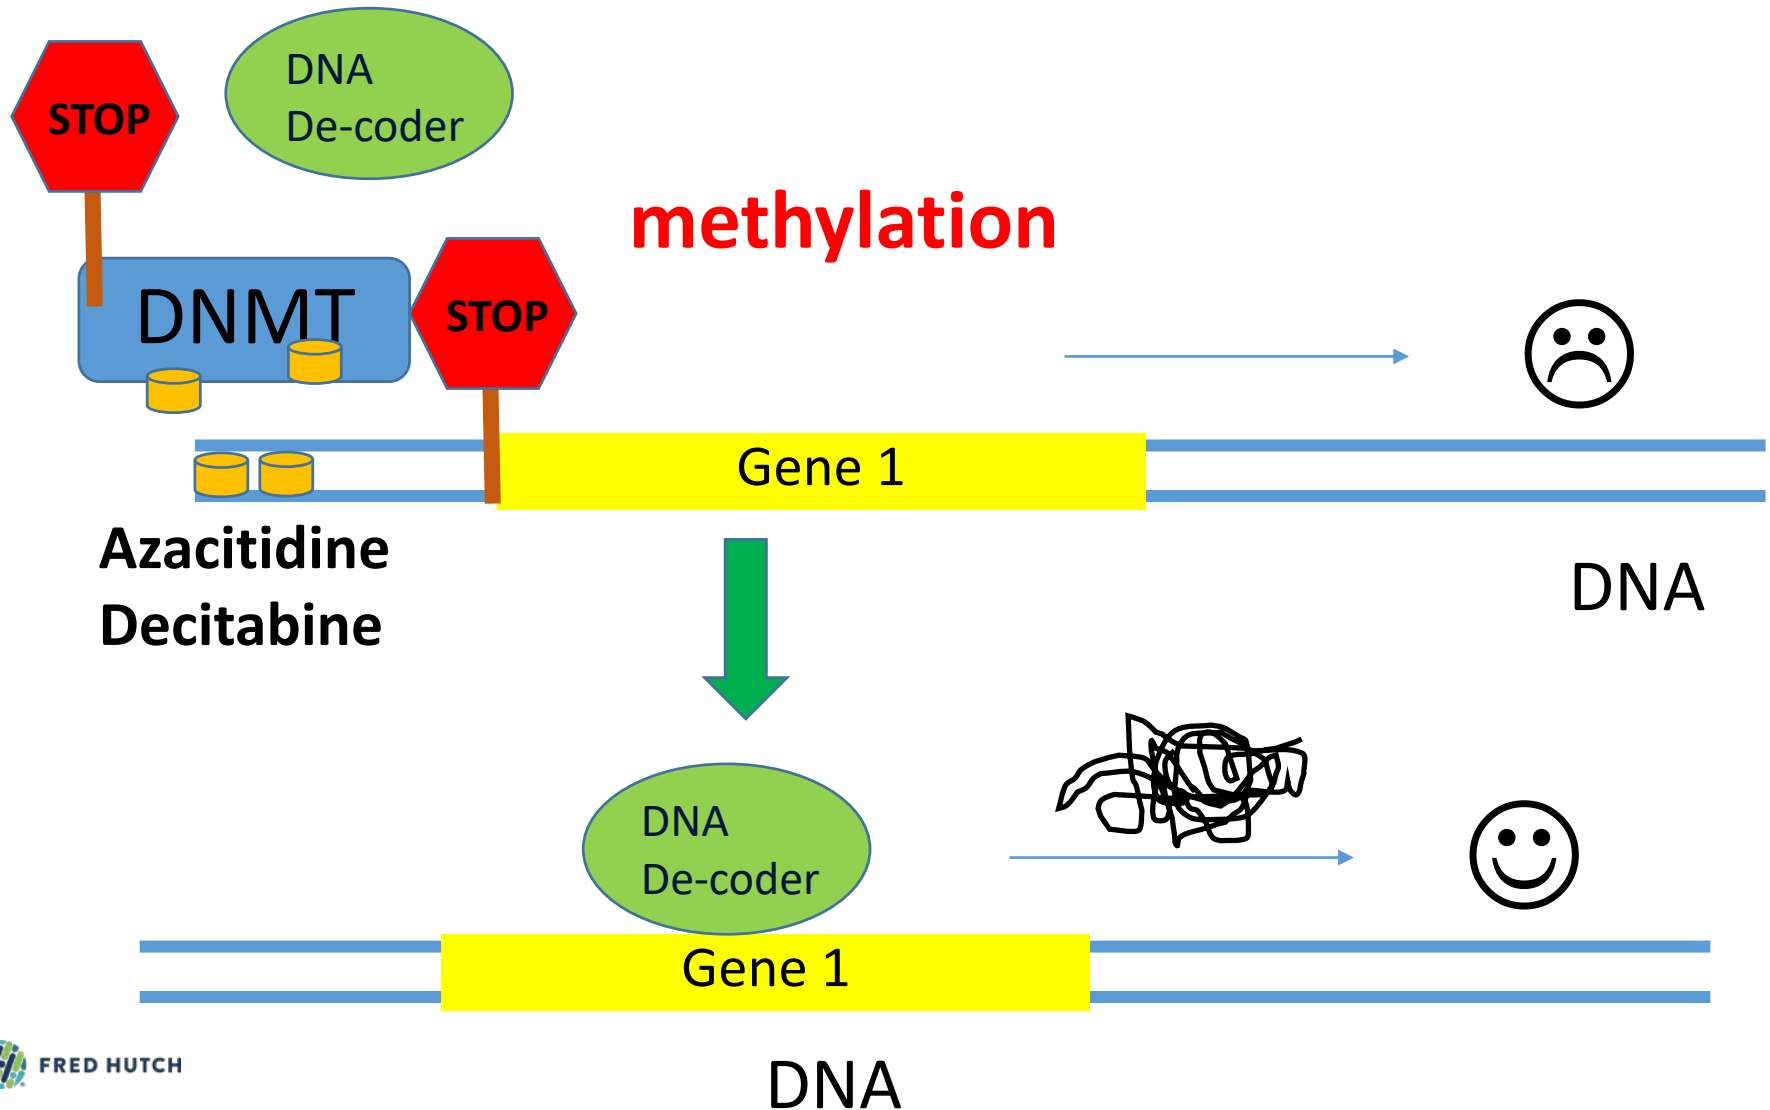 STOP
DNA
De-coder
methylation
DNMT
STOP
Gene 1
Azacitidine
Decitabine
DNA
DNA
De-coder
Gene 1
FRED HUTCH
DNA